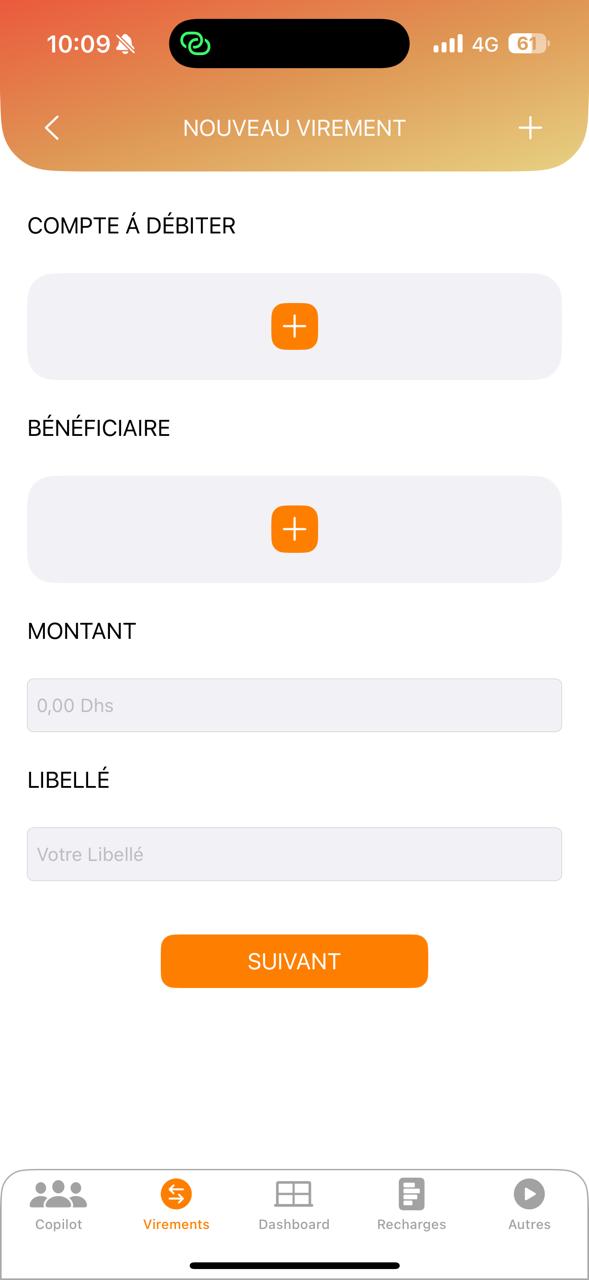 10:09
4G
61
NOUVEAU VIREMENT
COMPTE Á DÉBITER
BÉNÉFICIAIRE
MONTANT
0,00 Dhs
LIBELLÉ
Votre Libellé
SUIVANT
Copilot
Virements
Dashboard
Recharges
Autres